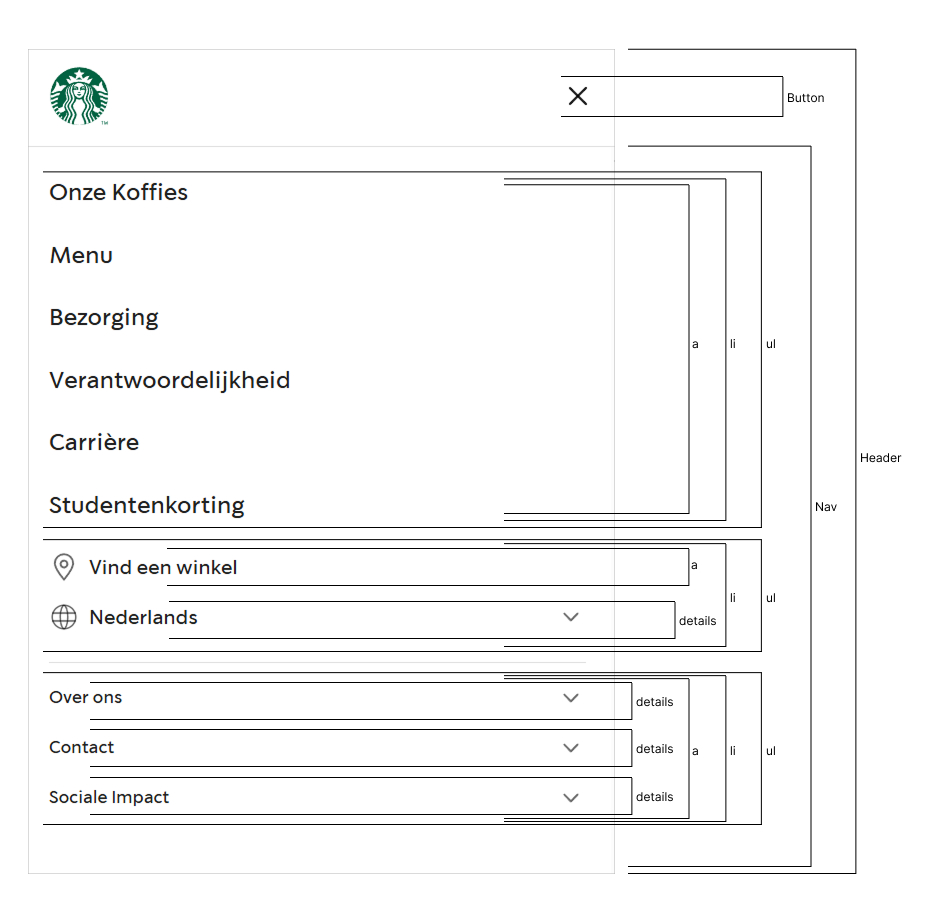 TM
Button
Onze Koffies
Menu
Bezorging
a
li
ul
Verantwoordelijkheid
Carrière
Header
Studentenkorting
Nav
Vind een winkel
a
li
ul
Nederlands
details
Over ons
details
Contact
details
a
li
ul
Sociale Impact
details